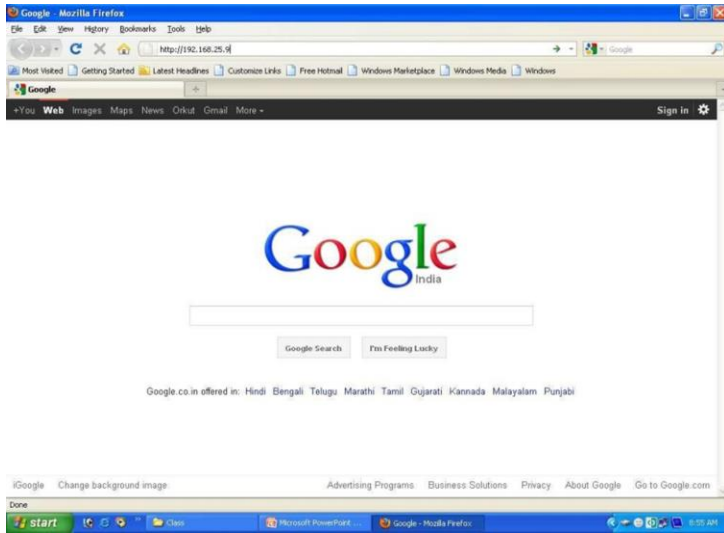 Google - Mozilla Firefox
File Edit View History Bookmarks Tools Help
http://192.168.25.9 Google
Most Visited Getting Started Latest Headlines Customize Links Free Hotmail Windows Marketplace Windows Media Windows
Google
+You Web Images Maps News Orkut Gmail More Sign in
Google
India
Google Search I'm Feeling Lucky
Google.co.in offered in: Hindi Bengali Telugu Marathi Tamil Gujarati Kannada Malayalam Punjabi
iGoogle Change background image Advertising Programs Business Solutions Privacy About Google Go to Google.com
Done
start Class Microsoft PowerPoint ... Google - Mozilla Firefox 6:55 AM